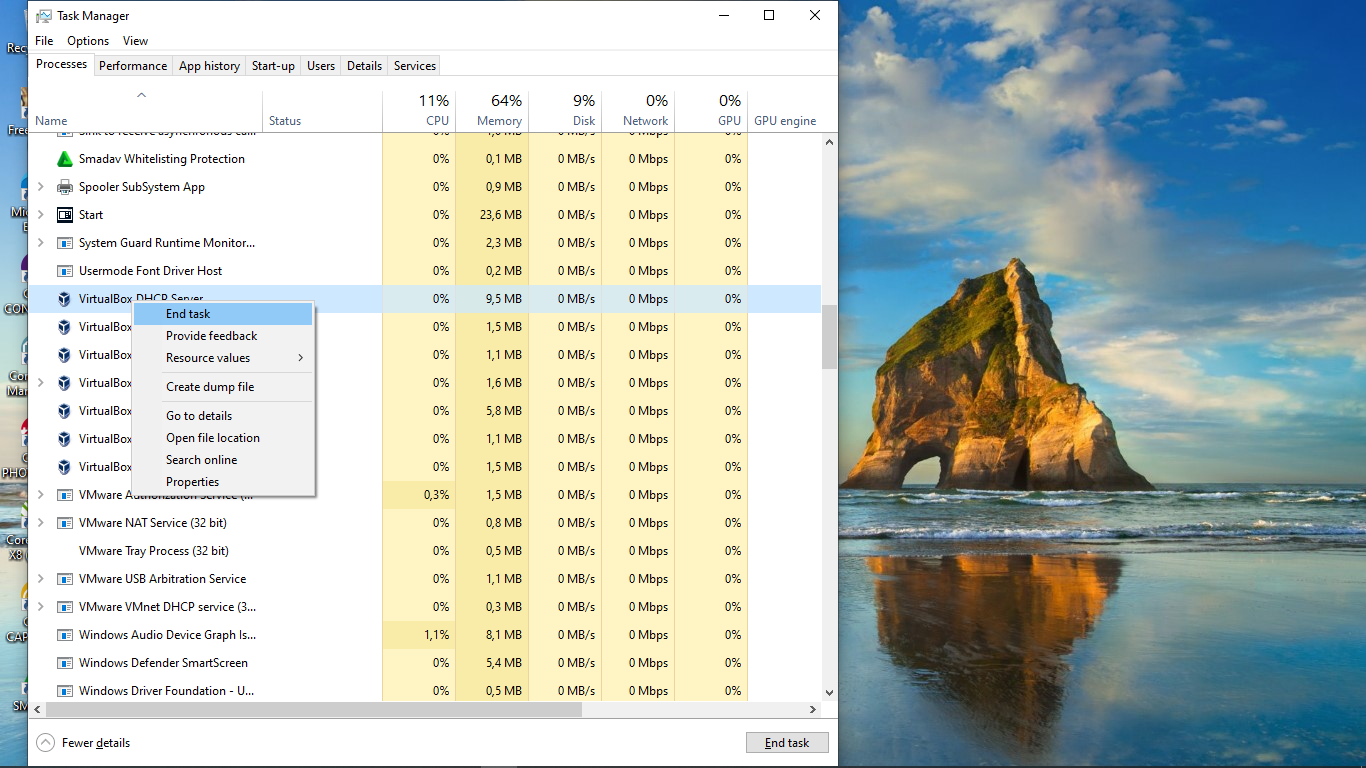 Task Manager
File Options View
Processes Performance App history Start-up Users Details Services
11% 64% 9% 0% 0%
Name Status CPU Memory Disk Network GPU GPU engine
Smadav Whitelisting Protection 0% 0,1 MB 0 MB/s 0 Mbps 0%
Spooler SubSystem App 0% 0,9 MB 0 MB/s 0 Mbps 0%
Start 0% 23,6 MB 0 MB/s 0 Mbps 0%
System Guard Runtime Monitor... 0% 2,3 MB 0 MB/s 0 Mbps 0%
Usermode Font Driver Host 0% 0,2 MB 0 MB/s 0 Mbps 0%
VirtualBox DHCP Server 0% 9,5 MB 0 MB/s 0 Mbps 0%
End task
VirtualBox 0% 1,5 MB 0 MB/s 0 Mbps 0%
Provide feedback
VirtualBox 0% 1,1 MB 0 MB/s 0 Mbps 0%
Resource values
VirtualBox 0% 1,6 MB 0 MB/s 0 Mbps 0%
Create dump file
VirtualBox 0% 5,8 MB 0 MB/s 0 Mbps 0%
Go to details
VirtualBox 0% 1,1 MB 0 MB/s 0 Mbps 0%
Open file location
VirtualBox 0% 1,5 MB 0 MB/s 0 Mbps 0%
Search online
Properties
VMware Authorization Service (... 0,3% 1,5 MB 0 MB/s 0 Mbps 0%
VMware NAT Service (32 bit) 0% 0,8 MB 0 MB/s 0 Mbps 0%
VMware Tray Process (32 bit) 0% 0,5 MB 0 MB/s 0 Mbps 0%
VMware USB Arbitration Service 0% 1,1 MB 0 MB/s 0 Mbps 0%
VMware VMnet DHCP service (3... 0% 0,3 MB 0 MB/s 0 Mbps 0%
Windows Audio Device Graph Is... 1,1% 8,1 MB 0 MB/s 0 Mbps 0%
Windows Defender SmartScreen 0% 5,4 MB 0 MB/s 0 Mbps 0%
Windows Driver Foundation - U... 0% 0,5 MB 0 MB/s 0 Mbps 0%
Fewer details End task